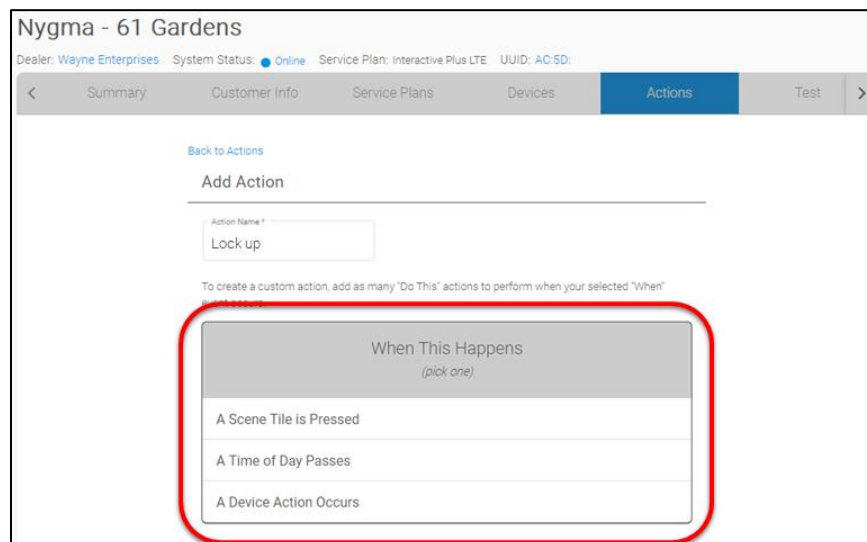 Nygma - 61 Gardens
Dealer: Wayne Enterprises System Status: Online Service Plan: Interactive Plus LTE UUID: AC:5D:
< Summary Customer Info Service Plans Devices Actions Test >
Back to Actions
Add Action
Action Name *
Lock up
To create a custom action, add as many "Do This" actions to perform when your selected "When"
event occurs.
When This Happens
(pick one)
A Scene Tile is Pressed
A Time of Day Passes
A Device Action Occurs